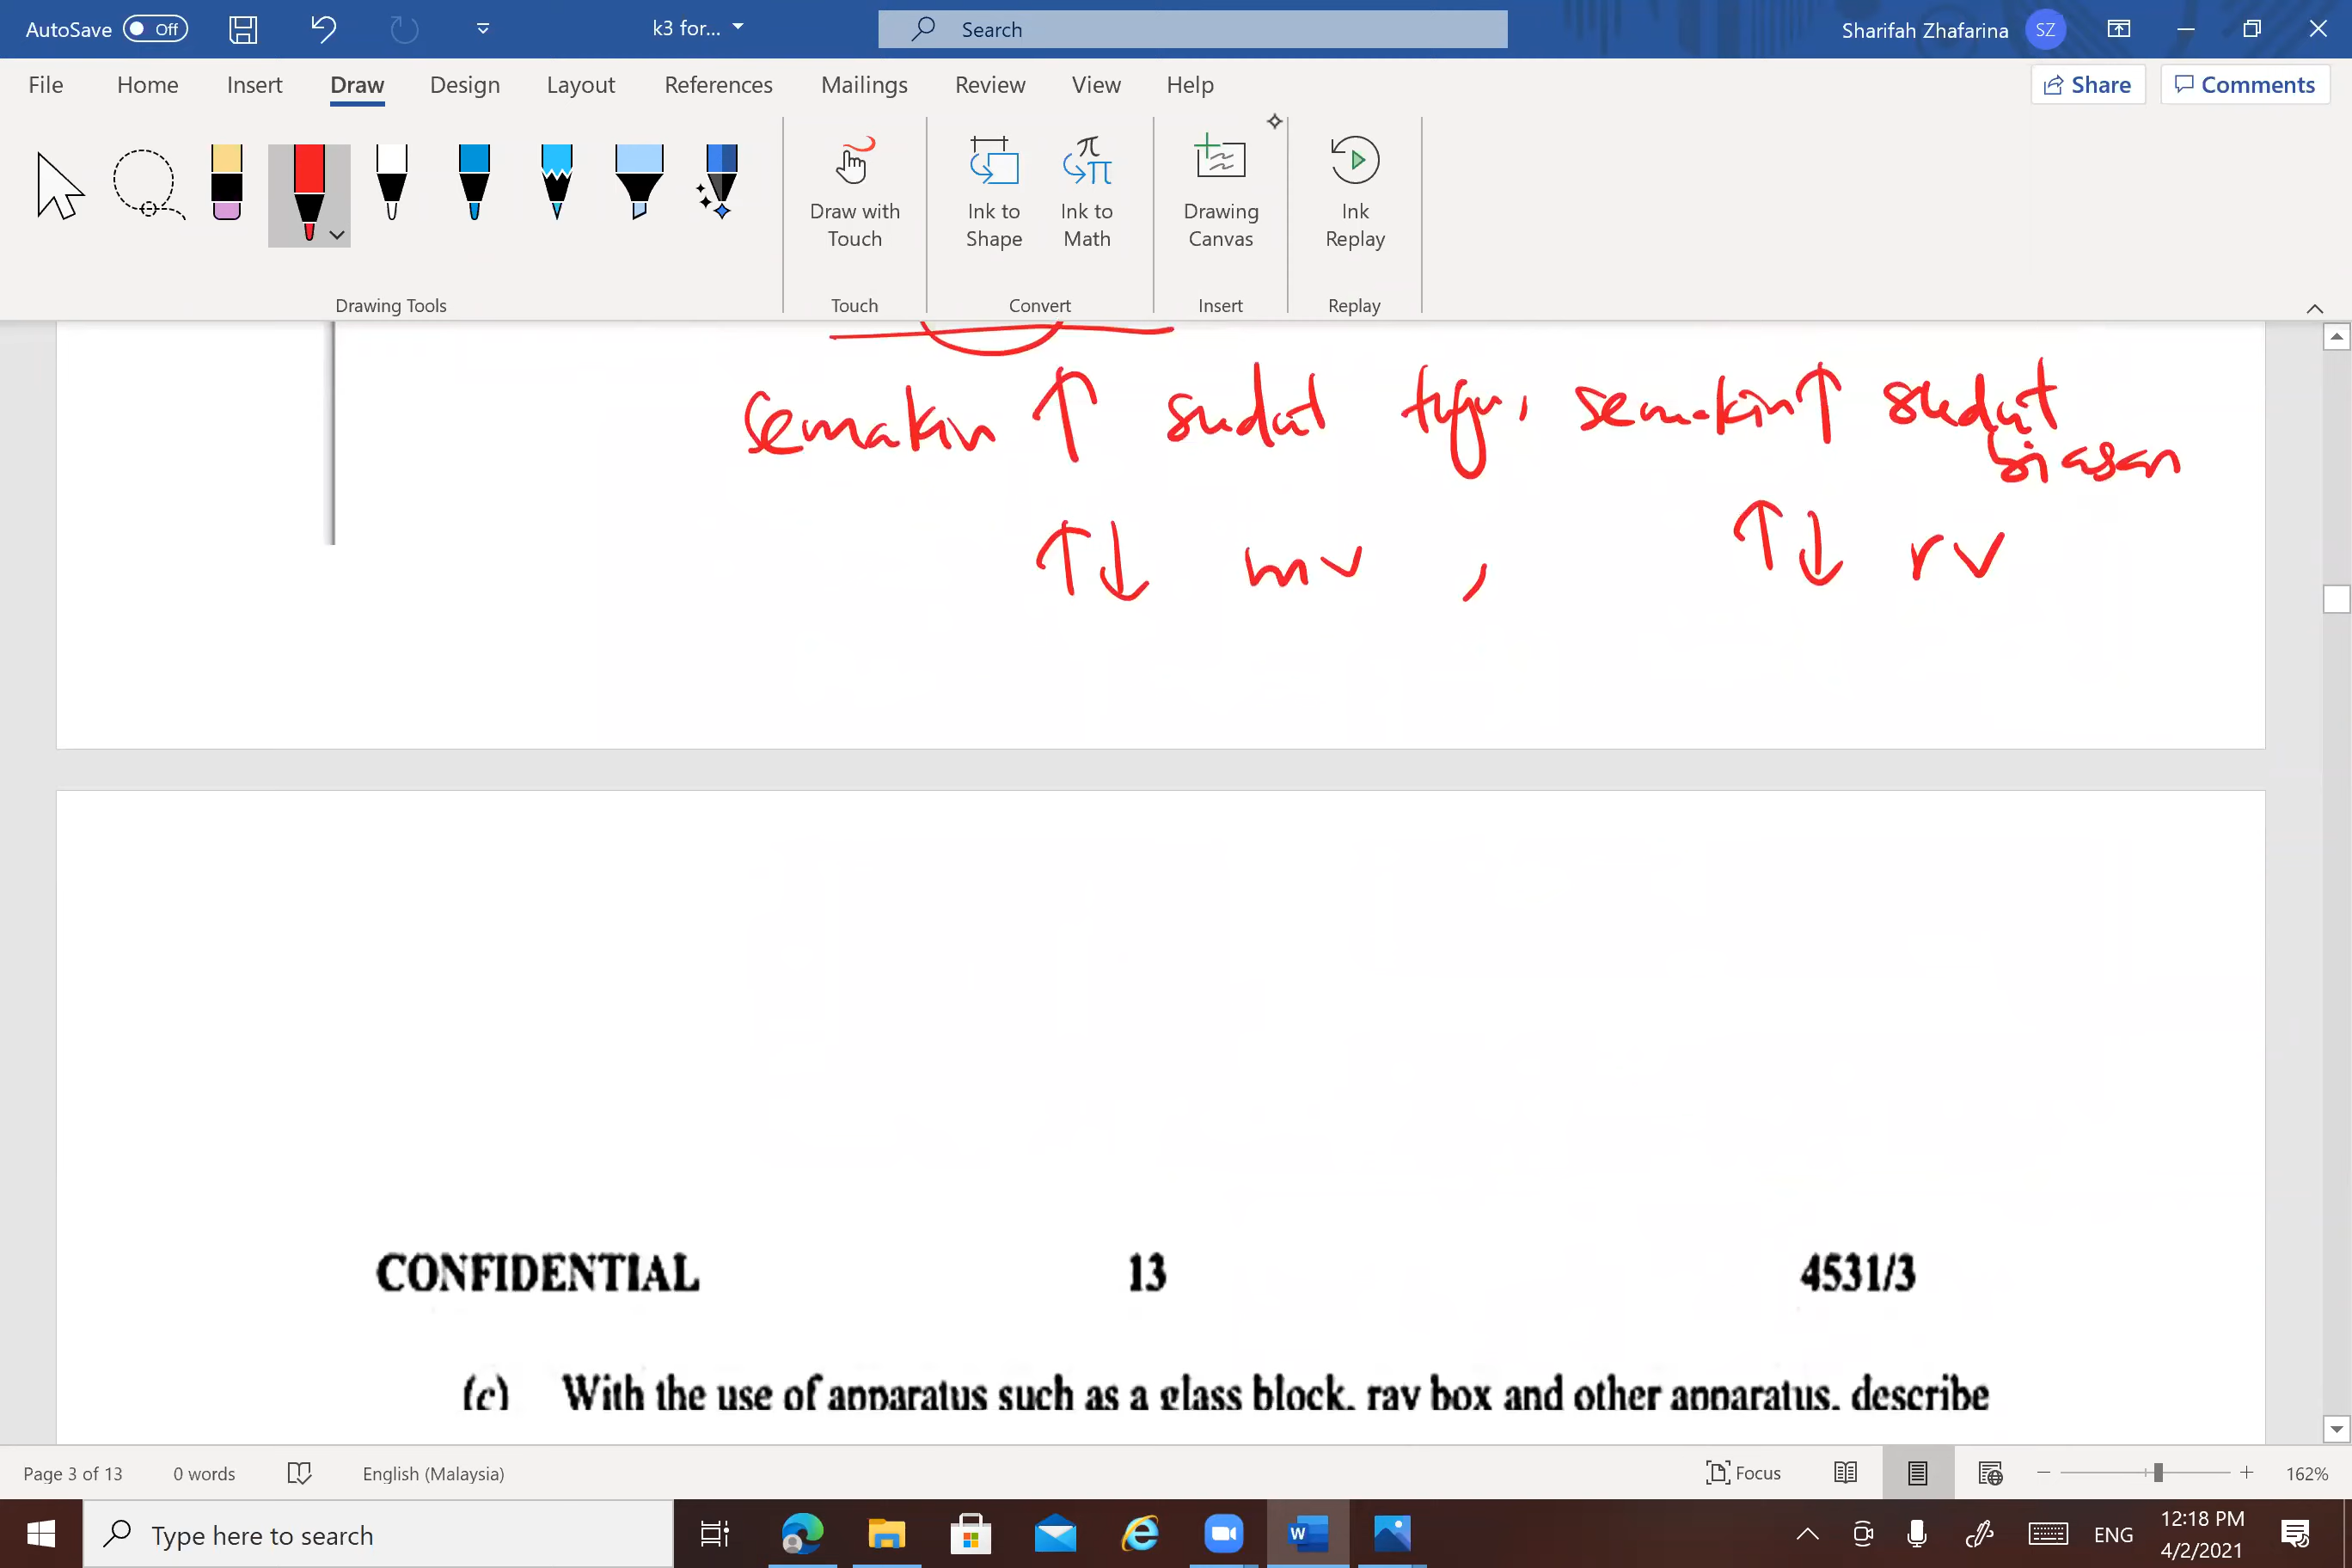 AutoSave Off k3 for... Search Sharifah Zhafarina SZ
File Home Insert Draw Design Layout References Mailings Review View Help Share Comments
Draw with Touch
Ink to Shape
Ink to Math
Drawing Canvas
Ink Replay
Drawing Tools Touch Convert Insert Replay
Semakin ↑ sudut tuju, semakin ↑ sudut
biasan
↑↓ mv , ↑↓ rv
CONFIDENTIAL 13 4531/3
(c) With the use of apparatus such as a glass block, ray box and other apparatus, describe
Page 3 of 13 0 words English (Malaysia) Focus 162%
Type here to search W ENG 12:18 PM
4/2/2021